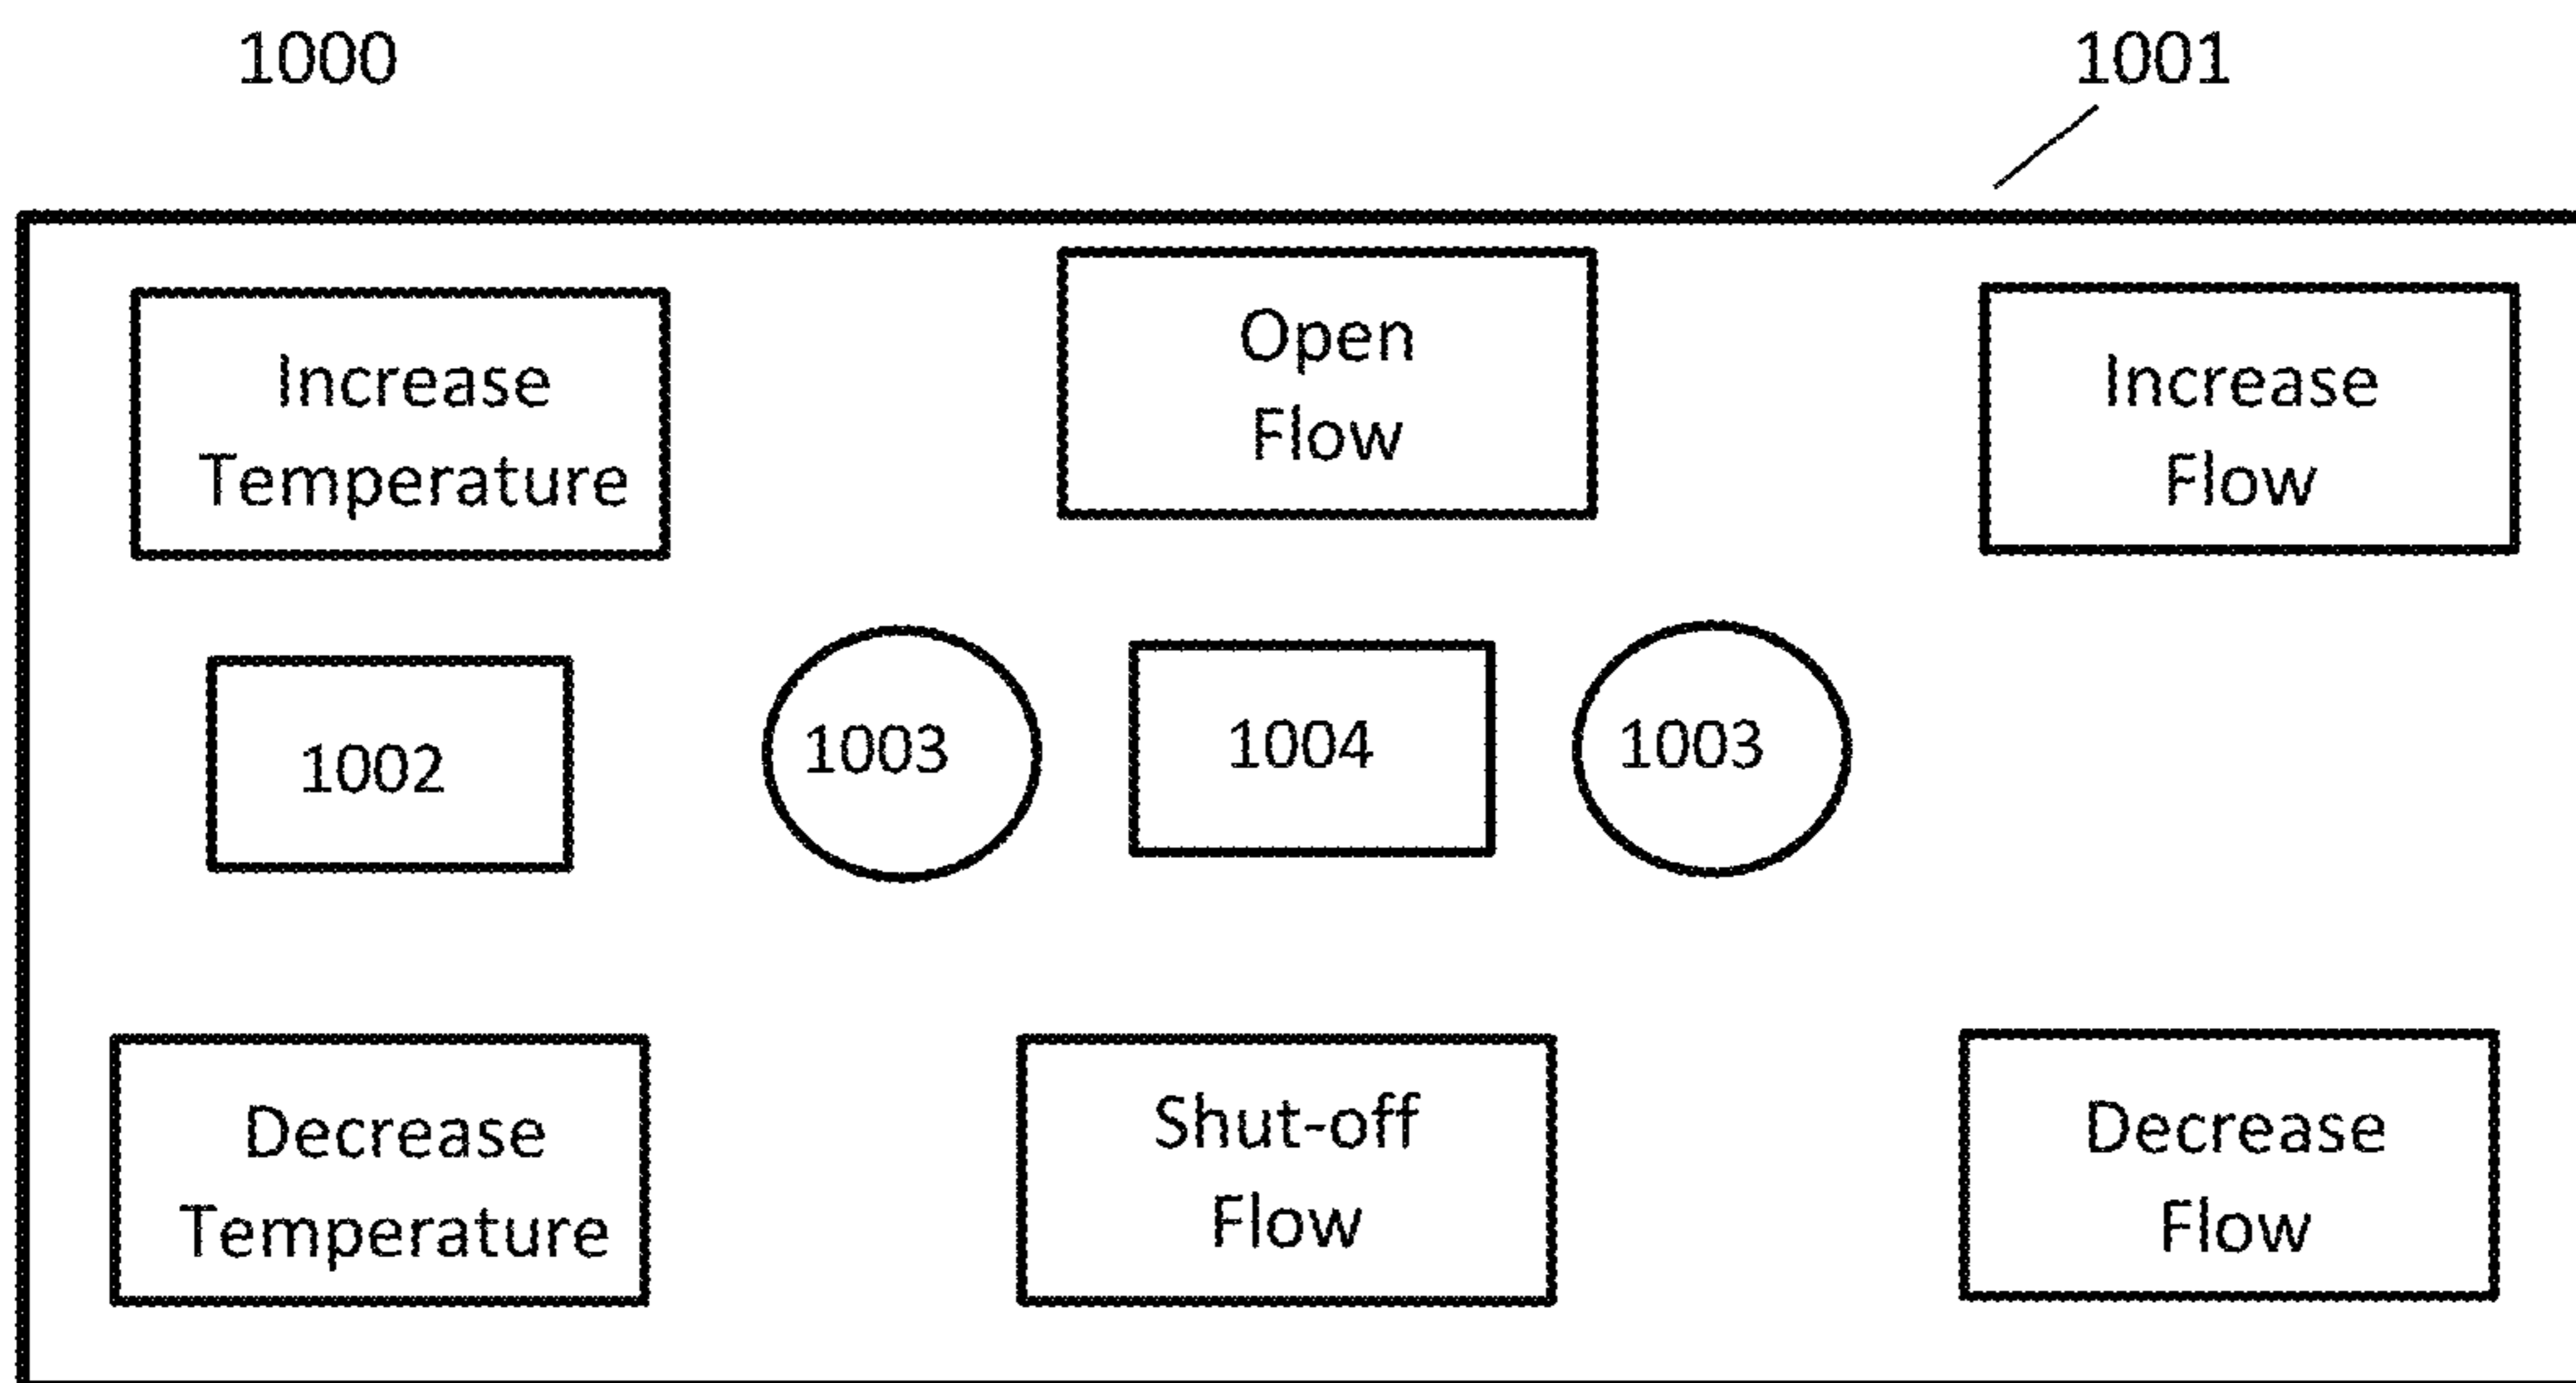 1000
1001
Increase
Temperature
Open
Flow
Increase
Flow
1002
1003
1004
1003
Decrease
Temperature
Shut-off
Flow
Decrease
Flow